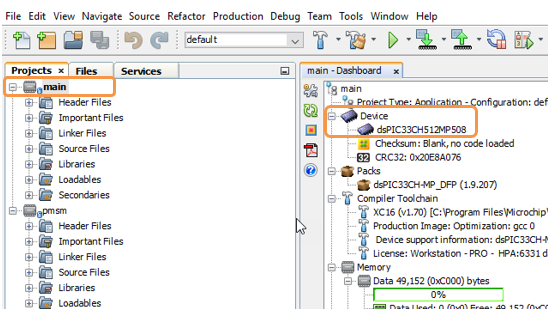 File Edit View Navigate Source Refactor Production Debug Team Tools Window Help
default
Projects x Files Services
main
Header Files
Important Files
Linker Files
Source Files
Libraries
Loadables
Secondaries
pmsm
Header Files
Important Files
Linker Files
Source Files
Libraries
Loadables
main - Dashboard x
main
Project Type: Application - Configuration: def
Device
dsPIC33CH512MP508
Checksum: Blank, no code loaded
CRC32: 0x20E8A076
Packs
dsPIC33CH-MP_DFP (1.9.207)
Compiler Toolchain
XC16 (v1.70) [C:\Program Files\Microchip\
Production Image: Optimization: gcc 0
Device support information: dsPIC33CH-M
License: Workstation - PRO - HPA:6331 d
Memory
Data 49,152 (0xC000) bytes
0%
Data Used: 0 (0x0) Free: 49,152 (0xC